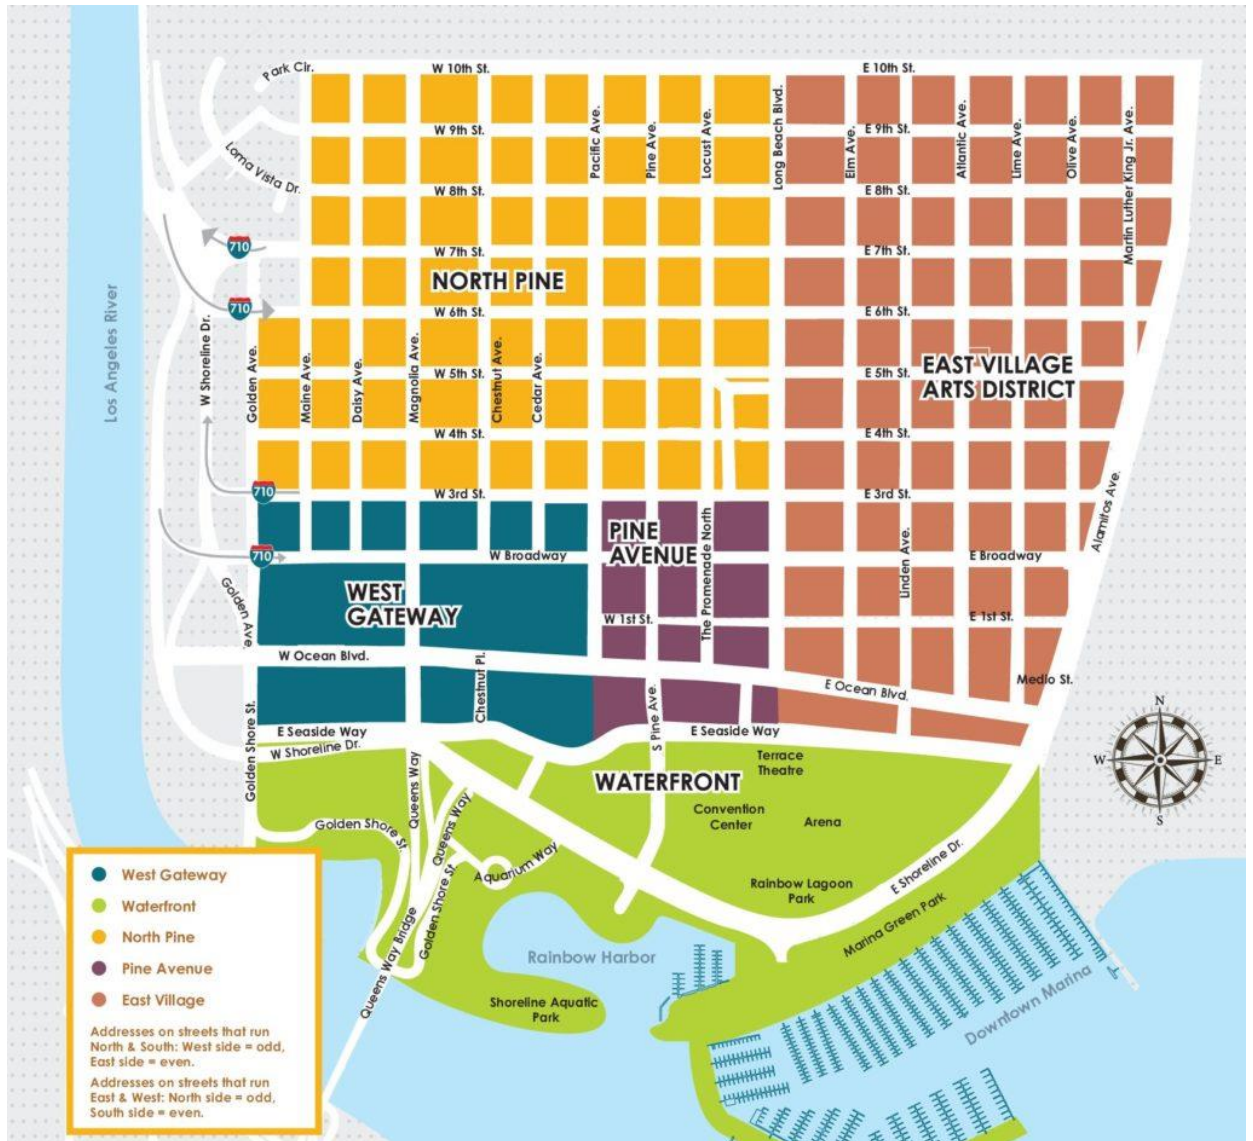 Park Cir.
W 10th St.
E 10th St.
Pacific Ave.
Pine Ave.
Locust Ave.
Long Beach Blvd.
Elm Ave.
Atlantic Ave.
Lime Ave.
Olive Ave.
Martin Luther King Jr. Ave.
W 9th St.
E 9th St.
Loma Vista Dr.
W 8th St.
E 8th St.
710
W 7th St.
E 7th St.
NORTH PINE
710
W 6th St.
E 6th St.
Los Angeles River
W Shoreline Dr.
Golden Ave.
Maine Ave.
Daisy Ave.
Magnolia Ave.
Chestnut Ave.
Cedar Ave.
W 5th St.
E 5th St.
EAST VILLAGE
ARTS DISTRICT
W 4th St.
E 4th St.
710
W 3rd St.
E 3rd St.
Alamitos Ave.
PINE
AVENUE
The Promenade North
Linden Ave.
710
W Broadway
E Broadway
Golden Ave.
WEST
GATEWAY
W 1st St.
E 1st St.
W Ocean Blvd.
Chestnut Pl.
E Ocean Blvd.
Medio St.
Golden Shore St.
S Pine Ave.
E Seaside Way
E Seaside Way
W Shoreline Dr.
N
W
E
S
Terrace
Theatre
WATERFRONT
Queens Way
Queens Way
Convention
Center
Arena
Golden Shore St.
Aquarium Way
E Shoreline Dr.
Rainbow Lagoon
Park
Golden Shore St.
Marina Green Park
Queens Way Bridge
Rainbow Harbor
Shoreline Aquatic
Park
Downtown Marina
West Gateway
Waterfront
North Pine
Pine Avenue
East Village
Addresses on streets that run
North & South: West side = odd,
East side = even.
Addresses on streets that run
East & West: North side = odd,
South side = even.